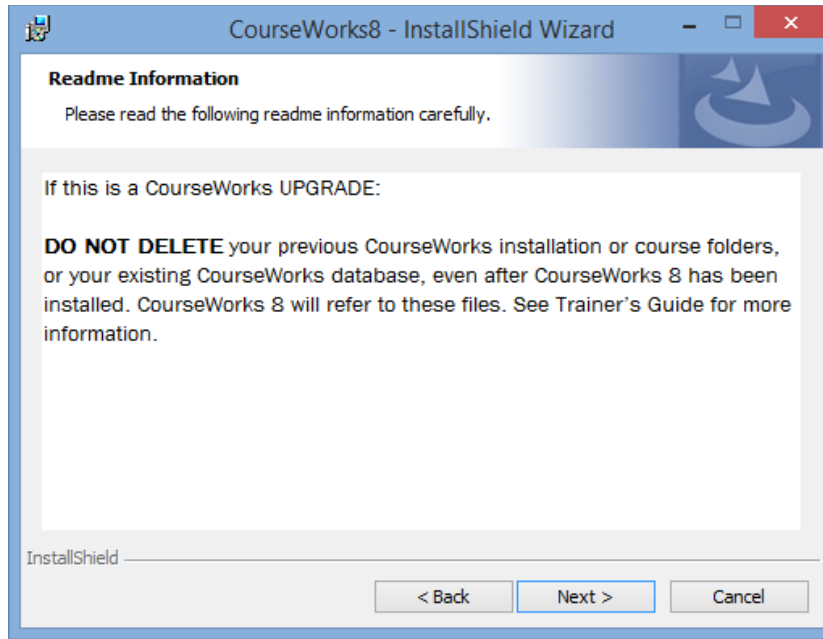 CourseWorks8 - InstallShield Wizard
Readme Information
Please read the following readme information carefully.
If this is a CourseWorks UPGRADE:
DO NOT DELETE your previous CourseWorks installation or course folders,
or your existing CourseWorks database, even after CourseWorks 8 has been
installed. CourseWorks 8 will refer to these files. See Trainer's Guide for more
information.
InstallShield
< Back Next > Cancel